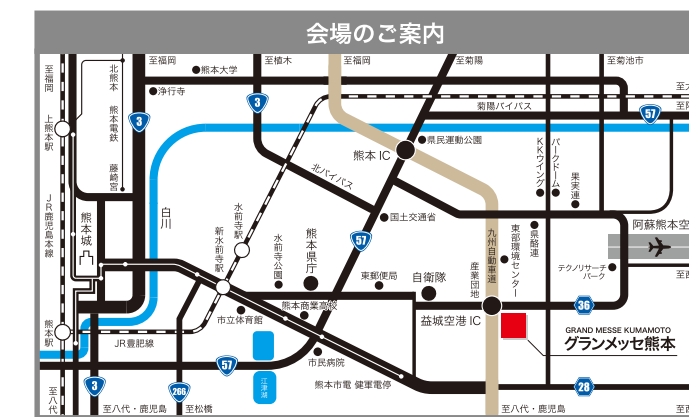 会場のご案内
至福岡
北熊本
至福岡
熊本大学
至植木
至福岡
至菊陽
至菊池市
浄行寺
3
3
菊陽バイパス
57
上熊本駅
熊本電鉄
県民運動公園
熊本IC
KKウイング
パークドーム
藤崎宮
北バイパス
果実連
JR鹿児島本線
熊本城
白川
水前寺駅
新水前寺駅
水前寺公園
熊本県庁
国土交通省
57
九州自動車道
東部環境センター
県酪連
阿蘇熊本空
東郵便局
自衛隊
産業団地
テクノリサーチパーク
熊本商業高校
市立体育館
益城空港IC
36
熊本駅
JR豊肥線
GRAND MESSE KUMAMOTO
グランメッセ熊本
市民病院
57
江津湖
熊本市電 健軍電停
3
266
28
至八代
至八代・鹿児島
至松橋
至八代・鹿児島